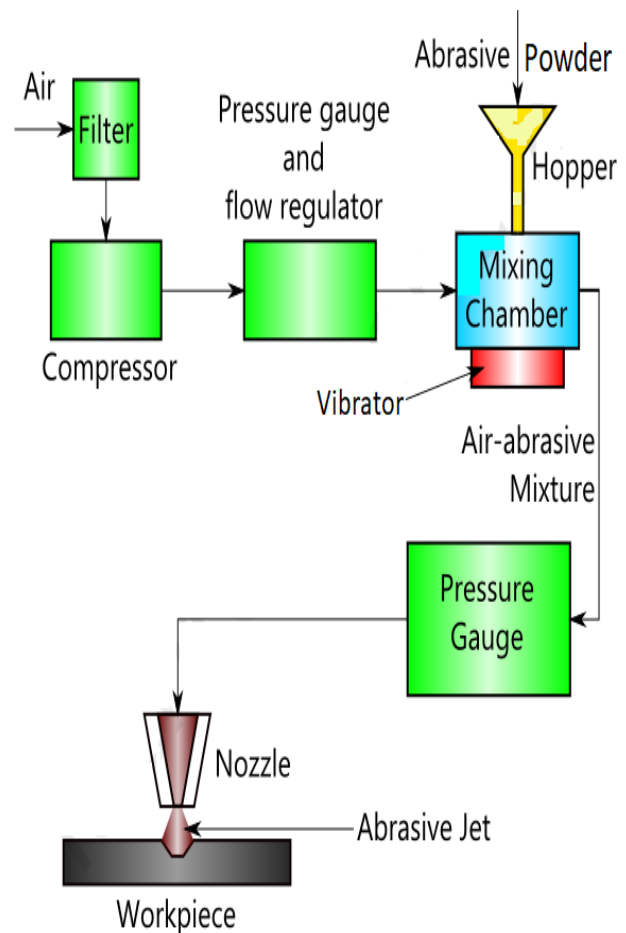 Abrasive Powder
Air
Filter
Pressure gauge
and
flow regulator
Hopper
Mixing
Chamber
Compressor
Vibrator
Air-abrasive
Mixture
Pressure
Gauge
Nozzle
Abrasive Jet
Workpiece